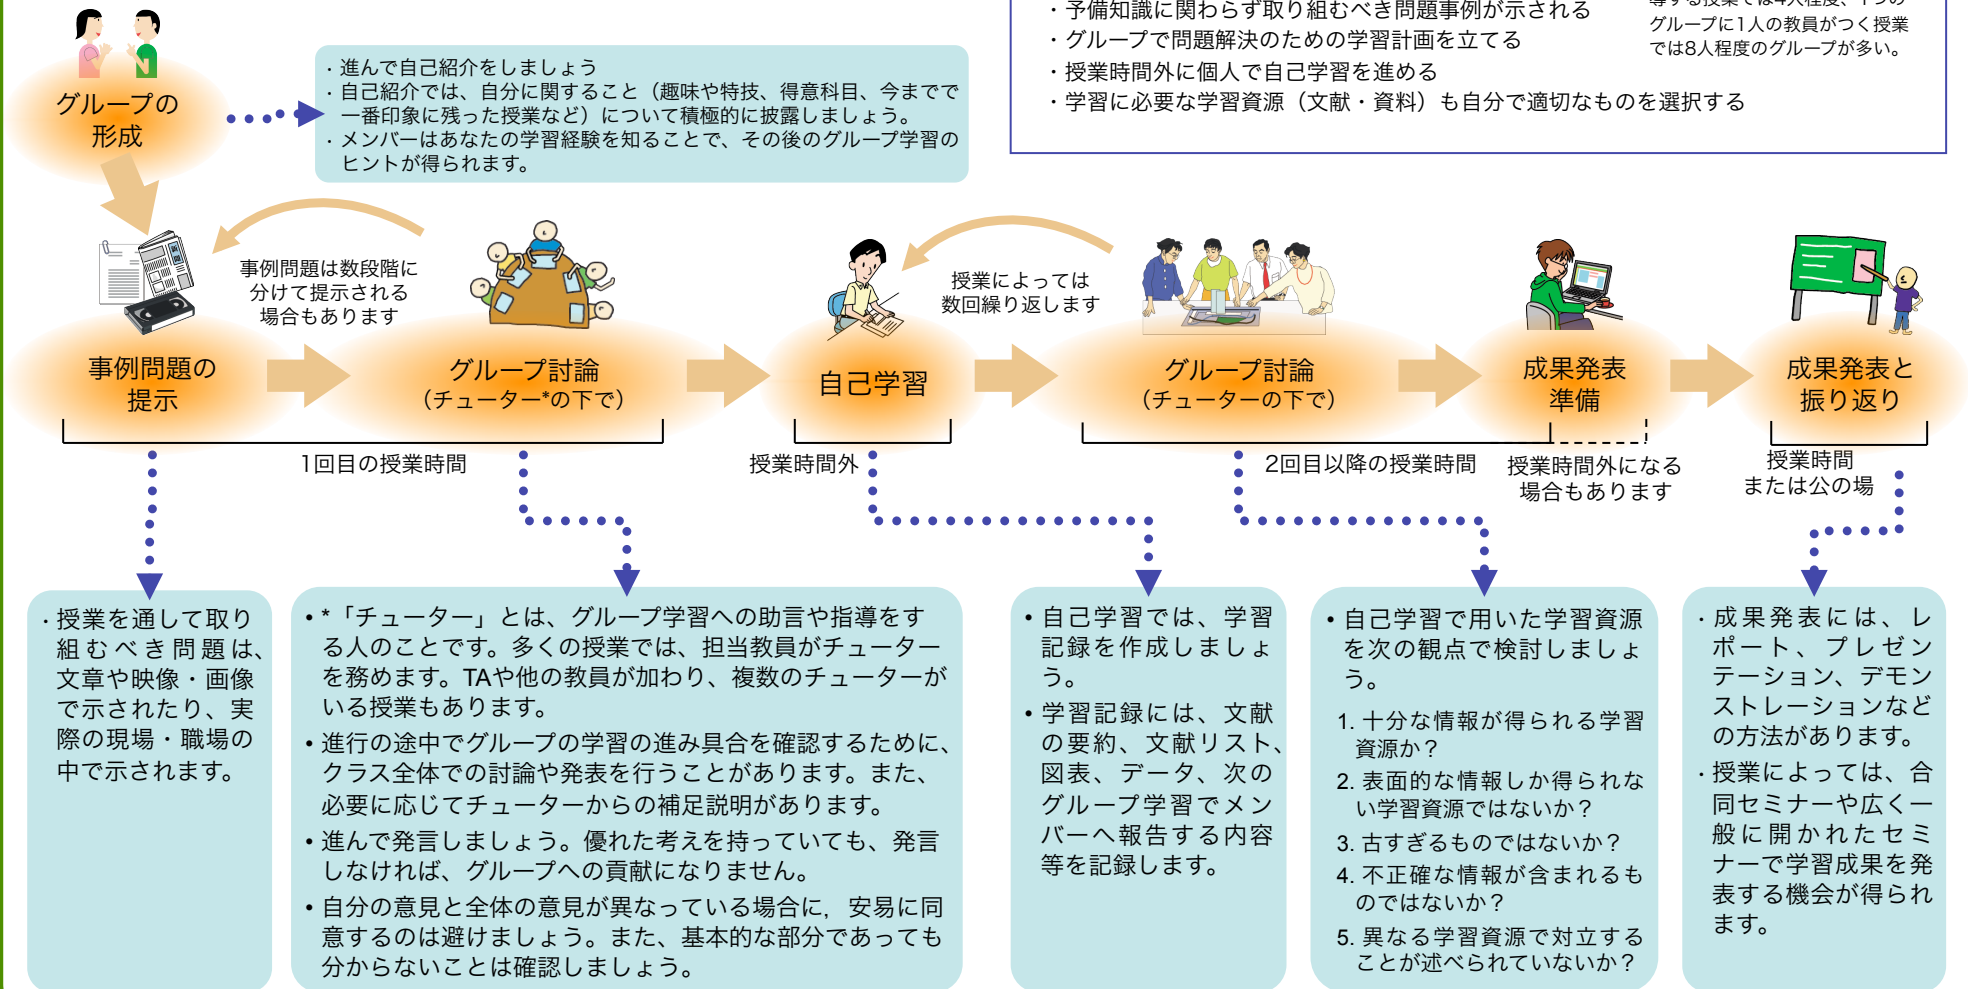 ・予備知識に関わらず取り組むべき問題事例が示される
・グループで問題解決のための学習計画を立てる
・授業時間外に個人で自己学習を進める
・学習に必要な学習資源（文献・資料）も自分で適切なものを選択する
グループに1人の教員がつく授業
では8人程度のグループが多い。
グループの
形成
・進んで自己紹介をしましょう
・自己紹介では、自分に関すること（趣味や特技、得意科目、今までで
一番印象に残った授業など）について積極的に披露しましょう。
・メンバーはあなたの学習経験を知ることで、その後のグループ学習の
ヒントが得られます。
事例問題は数段階に
分けて提示される
場合もあります
授業によっては
数回繰り返します
事例問題の
提示
グループ討論
（チューター*の下で）
自己学習
グループ討論
（チューターの下で）
成果発表
準備
成果発表と
振り返り
1回目の授業時間
授業時間外
2回目以降の授業時間
授業時間外になる
場合もあります
授業時間
または公の場
・授業を通して取り
組むべき問題は、
文章や映像・画像
で示されたり、実
際の現場・職場の
中で示されます。
• *「チューター」とは、グループ学習への助言や指導をす
る人のことです。多くの授業では、担当教員がチューター
を務めます。TAや他の教員が加わり、複数のチューターが
いる授業もあります。
• 進行の途中でグループの学習の進み具合を確認するために、
クラス全体での討論や発表を行うことがあります。また、
必要に応じてチューターからの補足説明があります。
• 進んで発言しましょう。優れた考えを持っていても、発言
しなければ、グループへの貢献になりません。
• 自分の意見と全体の意見が異なっている場合に，安易に同
意するのは避けましょう。また、基本的な部分であっても
分からないことは確認しましょう。
• 自己学習では、学習
記録を作成しましょ
う。
• 学習記録には、文献
の要約、文献リスト、
図表、データ、次の
グループ学習でメン
バーへ報告する内容
等を記録します。
• 自己学習で用いた学習資源
を次の観点で検討しましょ
う。
1. 十分な情報が得られる学習
資源か？
2. 表面的な情報しか得られな
い学習資源ではないか？
3. 古すぎるものではないか？
4. 不正確な情報が含まれるも
のではないか？
5. 異なる学習資源で対立する
ことが述べられていないか？
・成果発表には、レ
ポート、プレゼン
テーション、デモン
ストレーションなど
の方法があります。
・授業によっては、合
同セミナーや広く一
般に開かれたセミ
ナーで学習成果を発
表する機会が得られ
ます。